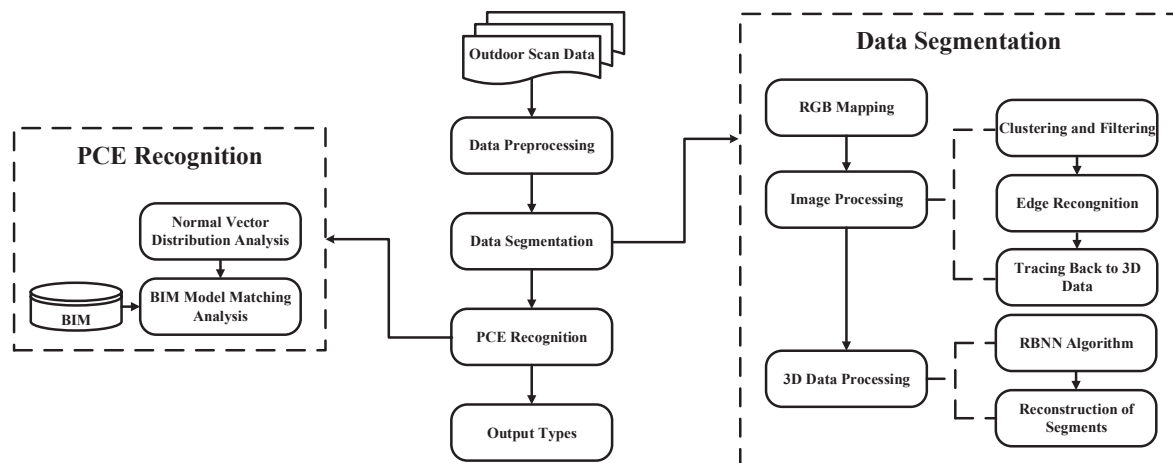 Outdoor Scan Data
Data Preprocessing
Data Segmentation
PCE Recognition
Output Types
PCE Recognition
Normal Vector
Distribution Analysis
BIM
BIM Model Matching
Analysis
Data Segmentation
RGB Mapping
Image Processing
3D Data Processing
Clustering and Filtering
Edge Recongnition
Tracing Back to 3D
Data
RBNN Algorithm
Reconstruction of
Segments